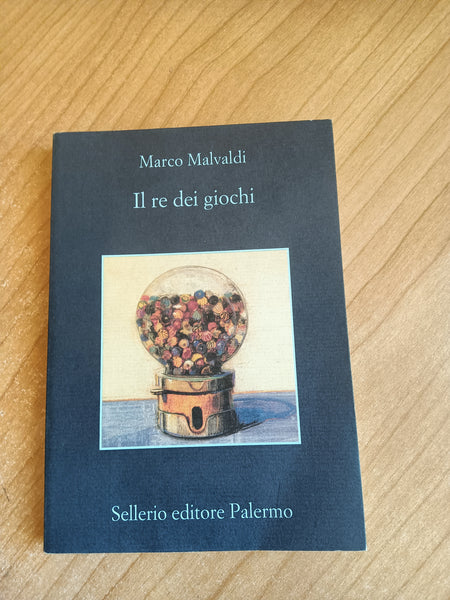 Marco Malvaldi
Il re dei giochi
Sellerio editore Palermo